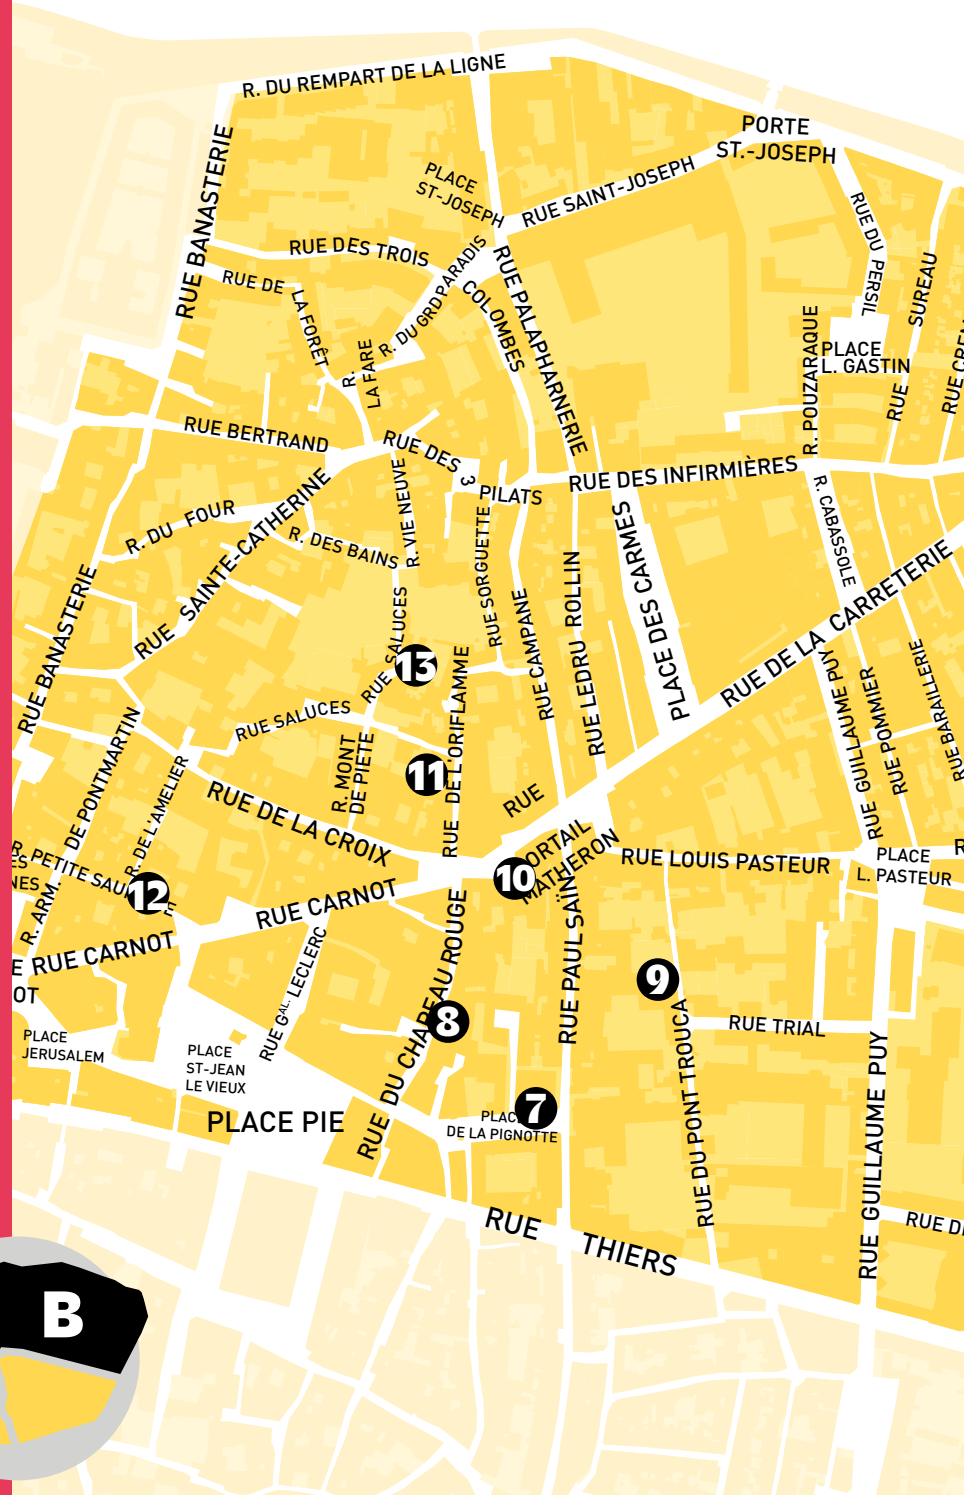 R. DU REMPART DE LA LIGNE
PORTE
ST.-JOSEPH
RUE BANASTERIE
PLACE
ST-JOSEPH
RUE SAINT-JOSEPH
RUE DU PERSIL
RUE DES TROIS
COLOMBES
R. DU GRD PARADIS
RUE PALAPHARNERIE
RUE SUREAU
RUE DE
LA FORÊT
R.
LA FARE
R. POUZARAQUE
PLACE
L. GASTIN
RUE BERTRAND
RUE DES 3
PILATS
RUE DES INFIRMIÈRES
R. VIENEUVE
RUE SAINTE-CATHERINE
R. DU FOUR
R. DES BAINS
RUE SORGUETTE
RUE CAMPANE
RUE LEDRU ROLLIN
PLACE DES CARMES
R. CABASSOLE
RUE DE LA CARRETERIE
RUE BANASTERIE
RUE SALUCES
13
RUE DE L'ORIFLAMME
RUE GUILLAUME PUY
RUE POMMIER
RUE BARAILLERIE
RUE SALUCES
R. MONT
DE PIETE
11
R. ARM. DE PONTMARTIN
R. DE L'AMELIER
RUE DE LA CROIX
RUE
PORTAIL
MATHERON
10
RUE LOUIS PASTEUR
PLACE
L. PASTEUR
R. PETITE SAU
12
RUE CARNOT
RUE CARNOT
RUE GAL. LECLERC
RUE DU CHAPEAU ROUGE
8
RUE PAUL SAÏN
9
RUE TRIAL
RUE DU PONT TROUCA
RUE GUILLAUME PUY
OT
PLACE
JERUSALEM
PLACE
ST-JEAN
LE VIEUX
PLACE PIE
7
PLACE
DE LA PIGNOTTE
RUE THIERS
B